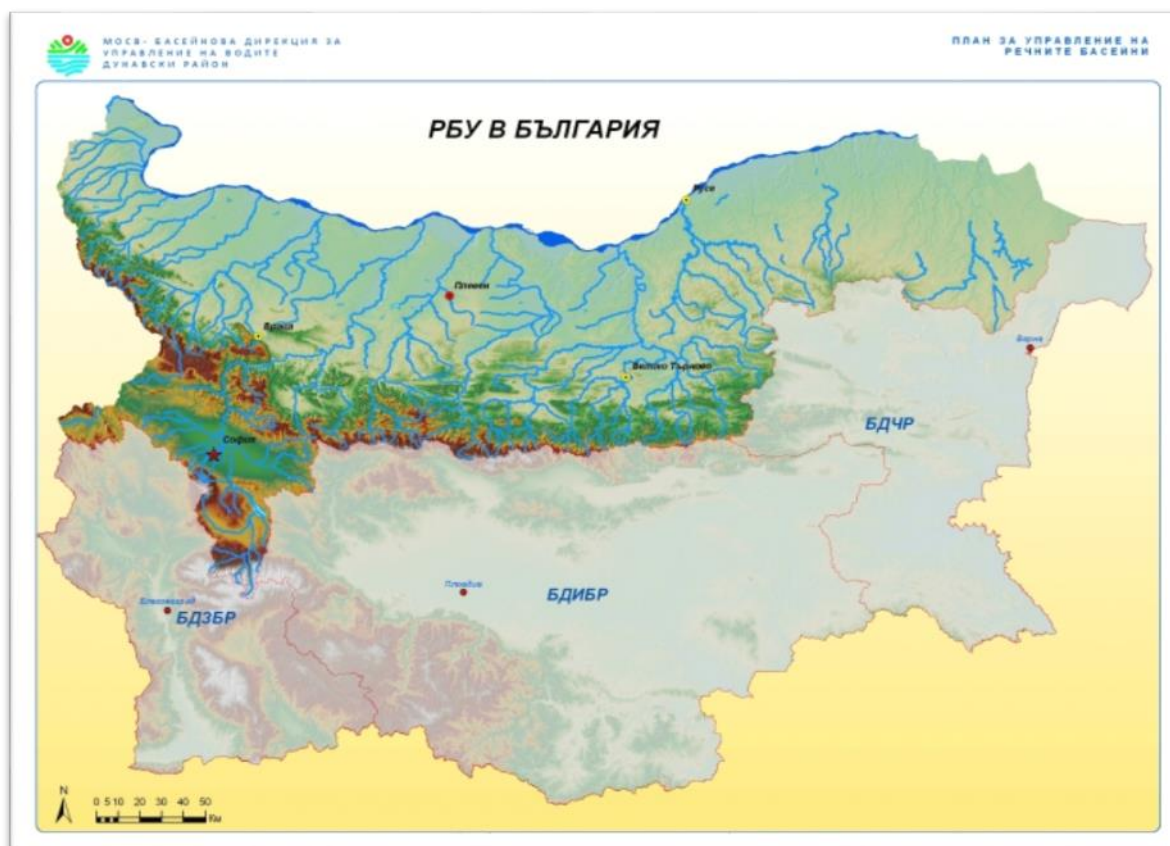 МОСВ- БАСЕЙНОВА ДИРЕКЦИЯ ЗА
УПРАВЛЕНИЕ НА ВОДИТЕ
ДУНАВСКИ РАЙОН
ПЛАН ЗА УПРАВЛЕНИЕ НА
РЕЧНИТЕ БАСЕЙНИ
РБУ В БЪЛГАРИЯ
Русе
Плевен
Враца
Варна
Велико Търново
БДЧР
София
Пловдив
БДИБР
Благоевград
БДЗБР
N
0 5 10 20 30 40 50
Км